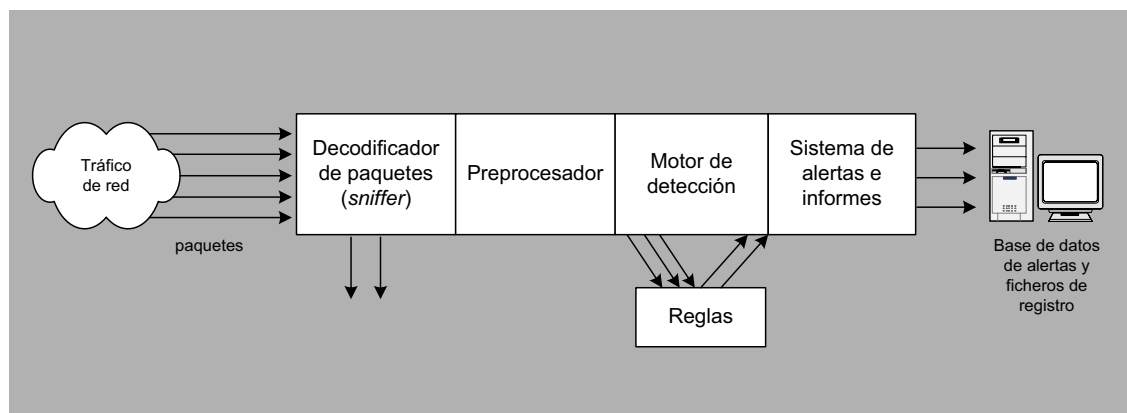 Tráfico
de red
paquetes
Decodificador
de paquetes
(sniffer)
Preprocesador
Motor de
detección
Sistema de
alertas e
informes
Reglas
Base de datos
de alertas y
ficheros de
registro